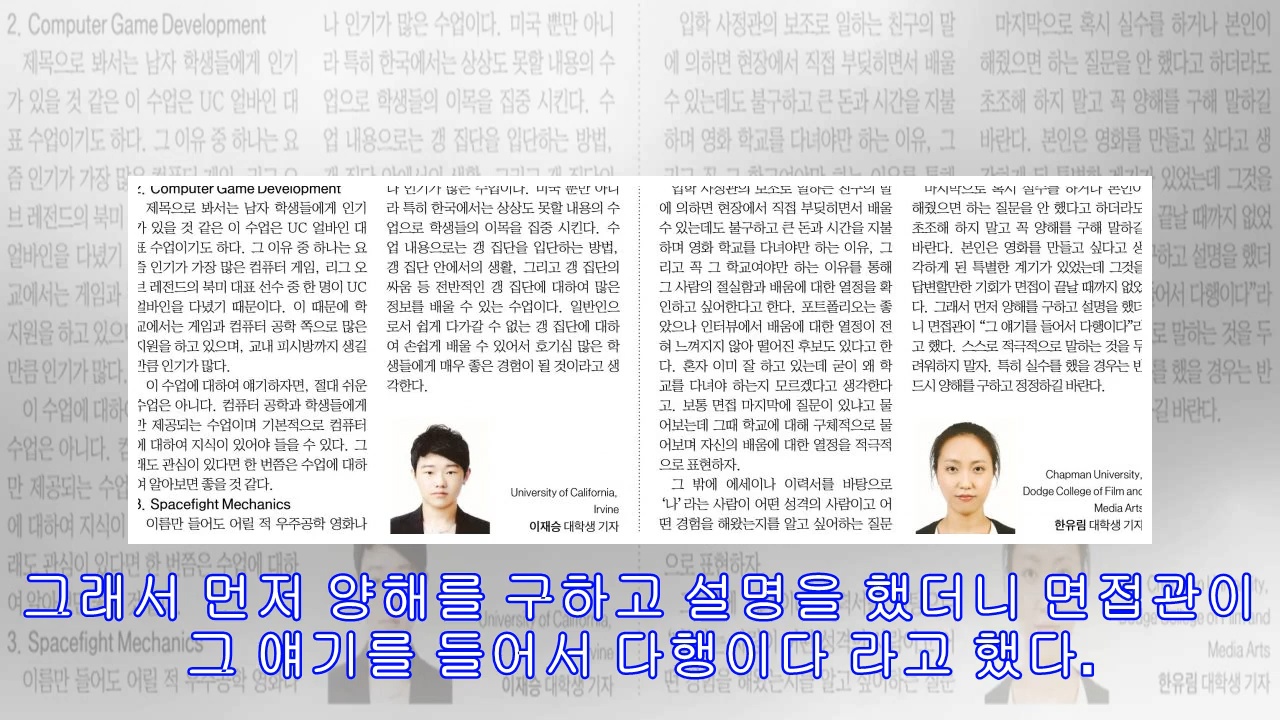 2. Computer Game Development
제목으로 봐서는 남자 학생들에게 인기
가 있을 것 같은 이 수업은 UC 얼바인 대
표 수업이기도 하다. 그 이유 중 하나는 요
즘 인기가 가장 많은 컴퓨터 게임, 리그 오
브 레전드의 북미 대표 선수 중 한 명이 UC
얼바인을 다녔기 때문이다. 이 때문에 학
교에서는 게임과 컴퓨터 공학 쪽으로 많은
지원을 하고 있으며, 교내 피시방까지 생길
만큼 인기가 많다.
이 수업에 대하여 얘기하자면, 절대 쉬운
수업은 아니다. 컴퓨터 공학과 학생들에게
만 제공되는 수업이며 기본적으로 컴퓨터
에 대하여 지식이 있어야 들을 수 있다. 그
래도 관심이 있다면 한 번쯤은 수업에 대하
여 알아보면 좋을 것 같다.
3. Spacefight Mechanics
이름만 들어도 어릴 적 우주공학 영화나
나 인기가 많은 수업이다. 미국 뿐만 아니
라 특히 한국에서는 상상도 못할 내용의 수
업으로 학생들의 이목을 집중 시킨다. 수
업 내용으로는 갱 집단을 입단하는 방법,
갱 집단 안에서의 생활, 그리고 갱 집단의
싸움 등 전반적인 갱 집단에 대하여 많은
정보를 배울 수 있는 수업이다. 일반인으
로서 쉽게 다가갈 수 없는 갱 집단에 대하
여 손쉽게 배울 수 있어서 호기심 많은 학
생들에게 매우 좋은 경험이 될 것이라고 생
각한다.
University of California,
Irvine
이재승 대학생 기자
입학 사정관의 보조로 일하는 친구의 말
에 의하면 현장에서 직접 부딪히면서 배울
수 있는데도 불구하고 큰 돈과 시간을 지불
하며 영화 학교를 다녀야만 하는 이유, 그
리고 꼭 그 학교여야만 하는 이유를 통해
그 사람의 절실함과 배움에 대한 열정을 확
인하고 싶어한다고 한다. 포트폴리오는 좋
았으나 인터뷰에서 배움에 대한 열정이 전
혀 느껴지지 않아 떨어진 후보도 있다고 한
다. 혼자 이미 잘 하고 있는데 굳이 왜 학
교를 다녀야 하는지 모르겠다고 생각한다
고. 보통 면접 마지막에 질문이 있냐고 물
어보는데 그때 학교에 대해 구체적으로 물
어보며 자신의 배움에 대한 열정을 적극적
으로 표현하자.
그 밖에 에세이나 이력서를 바탕으로
‘나’ 라는 사람이 어떤 성격의 사람이고 어
떤 경험을 해왔는지를 알고 싶어하는 질문
마지막으로 혹시 실수를 하거나 본인이
해줬으면 하는 질문을 안 했다고 하더라도
초조해 하지 말고 꼭 양해를 구해 말하길
바란다. 본인은 영화를 만들고 싶다고 생
각하게 된 특별한 계기가 있었는데 그것을
답변할만한 기회가 면접이 끝날 때까지 없었
다. 그래서 먼저 양해를 구하고 설명을 했더
니 면접관이 “그 얘기를 들어서 다행이다”라
고 했다. 스스로 적극적으로 말하는 것을 두
려워하지 말자. 특히 실수를 했을 경우는 반
드시 양해를 구하고 정정하길 바란다.
Chapman University,
Dodge College of Film and
Media Arts
한유림 대학생 기자
그래서 먼저 양해를 구하고 설명을 했더니 면접관이
그 얘기를 들어서 다행이다 라고 했다.